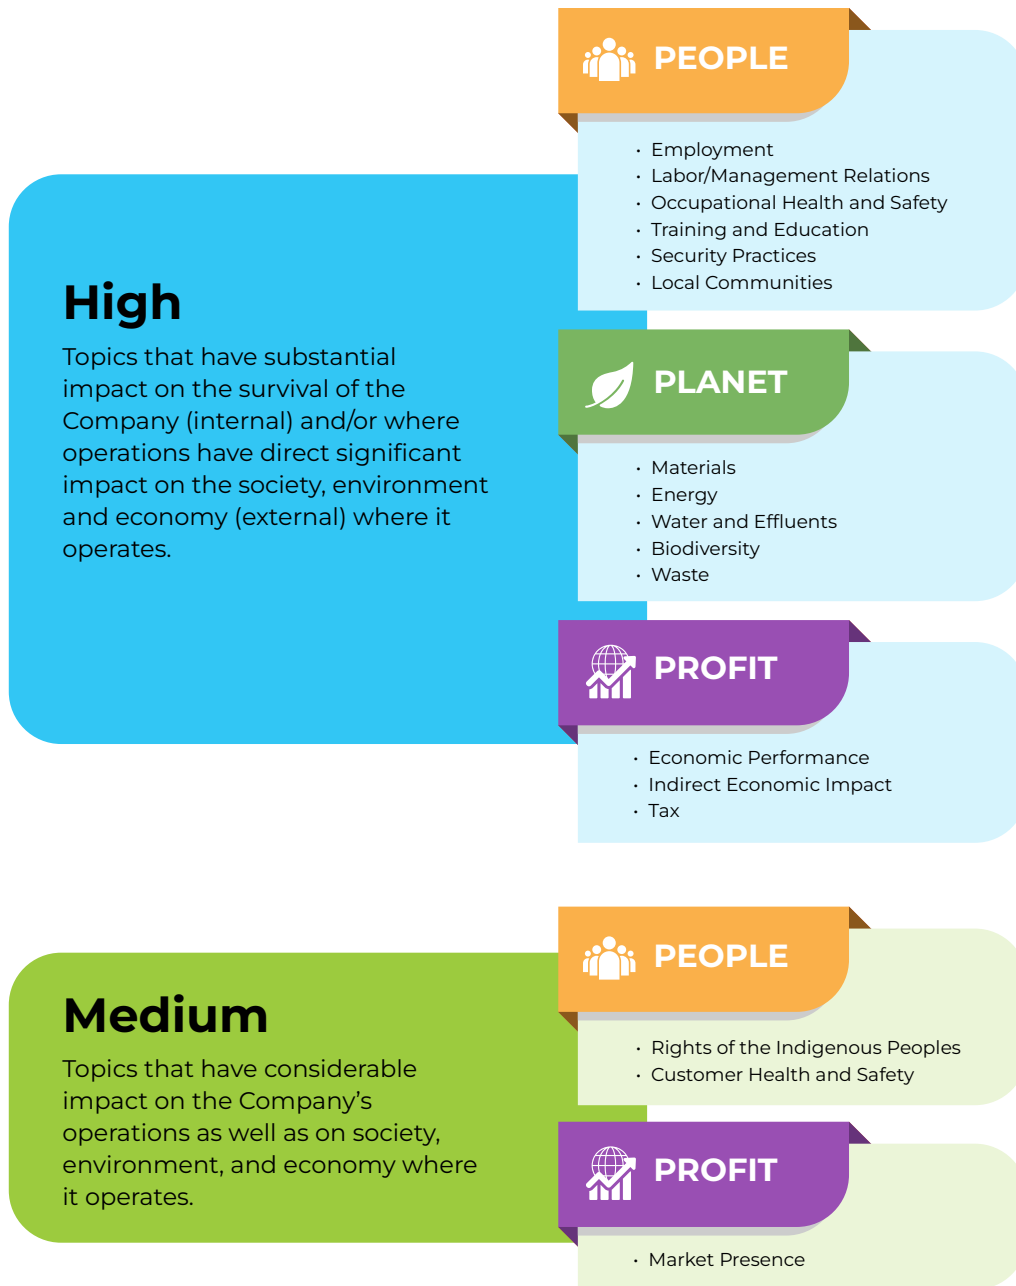 High
Topics that have substantial
impact on the survival of the
Company (internal) and/or where
operations have direct significant
impact on the society, environment
and economy (external) where it
operates.
PEOPLE
• Employment
• Labor/Management Relations
• Occupational Health and Safety
• Training and Education
• Security Practices
• Local Communities
PLANET
• Materials
• Energy
• Water and Effluents
• Biodiversity
• Waste
PROFIT
• Economic Performance
• Indirect Economic Impact
• Tax
Medium
Topics that have considerable
impact on the Company’s
operations as well as on society,
environment, and economy where
it operates.
PEOPLE
• Rights of the Indigenous Peoples
• Customer Health and Safety
PROFIT
• Market Presence